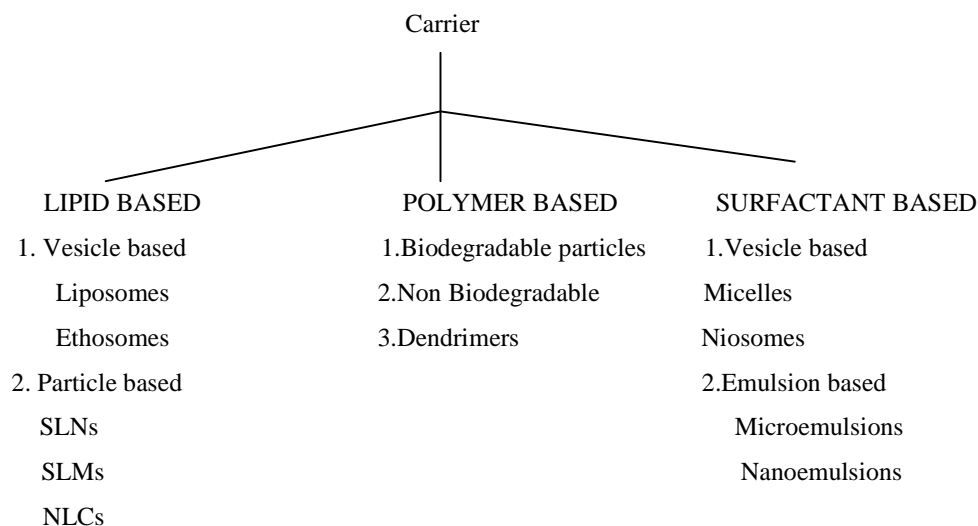 Carrier
LIPID BASED
1. Vesicle based
Liposomes
Ethosomes
2. Particle based
SLNs
SLMs
NLCs
POLYMER BASED
1.Biodegradable particles
2.Non Biodegradable
3.Dendrimers
SURFACTANT BASED
1.Vesicle based
Micelles
Niosomes
2.Emulsion based
Microemulsions
Nanoemulsions